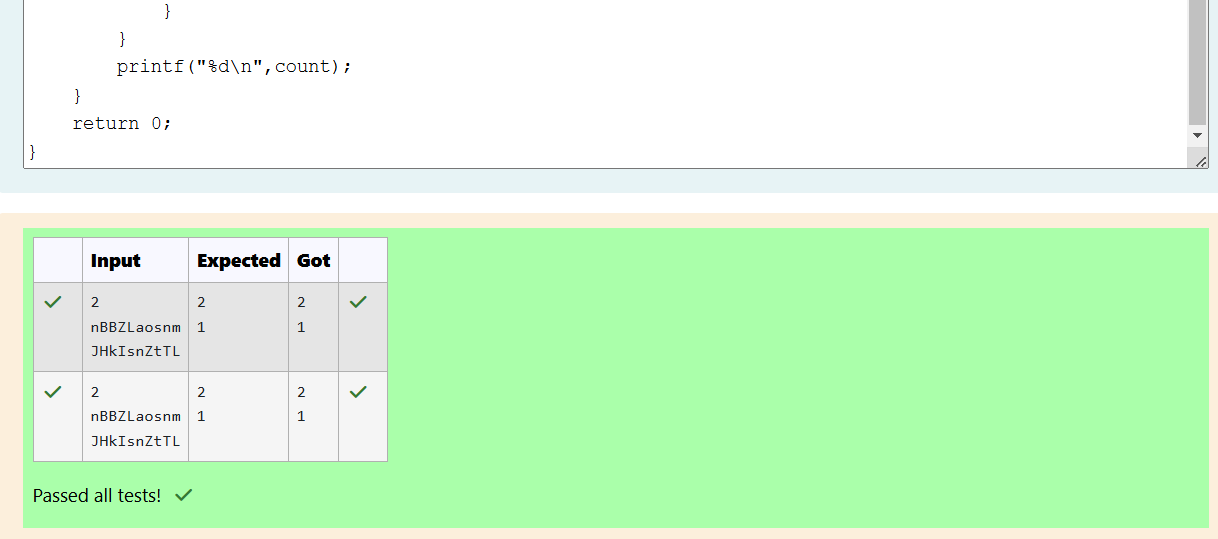 }
        }
        printf("%d\n",count);
    }
    return 0;
}
Input Expected Got
2 2 2
nBBZLaosnm 1 1
JHkIsnZtTL
2 2 2
nBBZLaosnm 1 1
JHkIsnZtTL
Passed all tests!